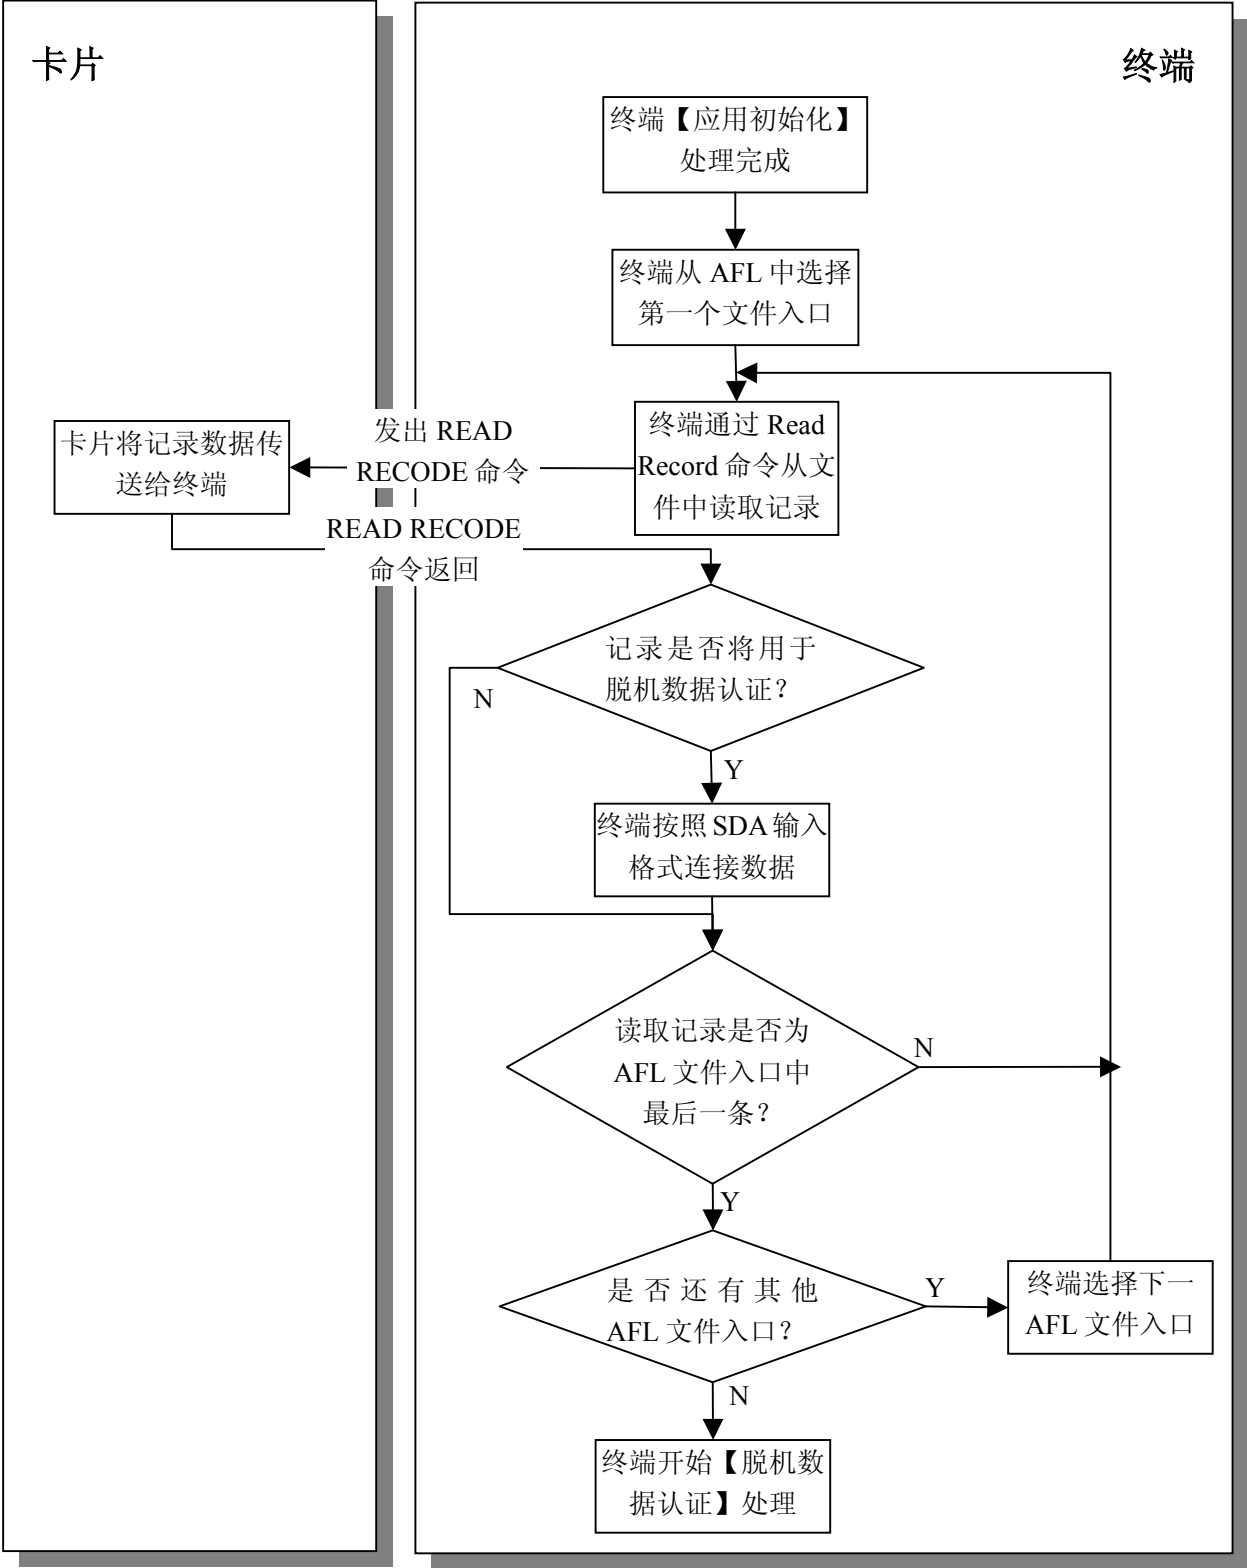 卡片
终端
终端【应用初始化】
处理完成
终端从 AFL 中选择
第一个文件入口
终端通过 Read
Record 命令从文
件中读取记录
发出 READ
RECODE 命令
卡片将记录数据传
送给终端
READ RECODE
命令返回
记录是否将用于
脱机数据认证?
N
Y
终端按照 SDA 输入
格式连接数据
读取记录是否为
AFL 文件入口中
最后一条?
N
Y
是否还有其他
AFL 文件入口?
Y
终端选择下一
AFL 文件入口
N
终端开始【脱机数
据认证】处理